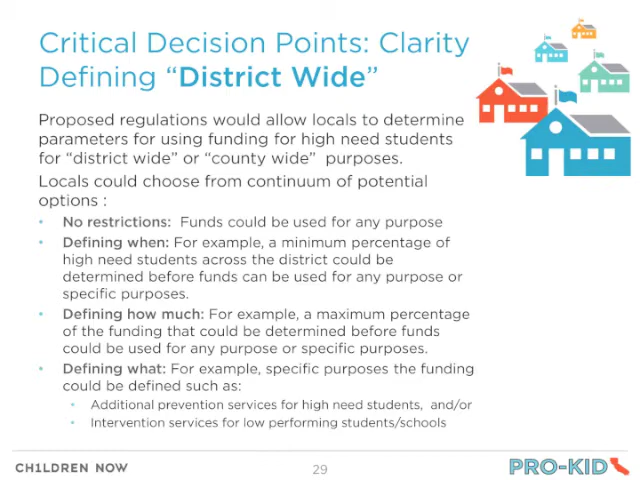 Critical Decision Points: Clarity
Defining “District Wide”
Proposed regulations would allow locals to determine
parameters for using funding for high need students
for “district wide” or “county wide”  purposes.
Locals could choose from continuum of potential
options :
• No restrictions:  Funds could be used for any purpose
• Defining when: For example, a minimum percentage of
high need students across the district could be
determined before funds can be used for any purpose or
specific purposes.
• Defining how much: For example, a maximum percentage
of the funding that could be determined before funds
could be used for any purpose or specific purposes.
• Defining what: For example, specific purposes the funding
could be defined such as:
• Additional prevention services for high need students,  and/or
• Intervention services for low performing students/schools
CH1LDREN NOW
29
PRO-KID